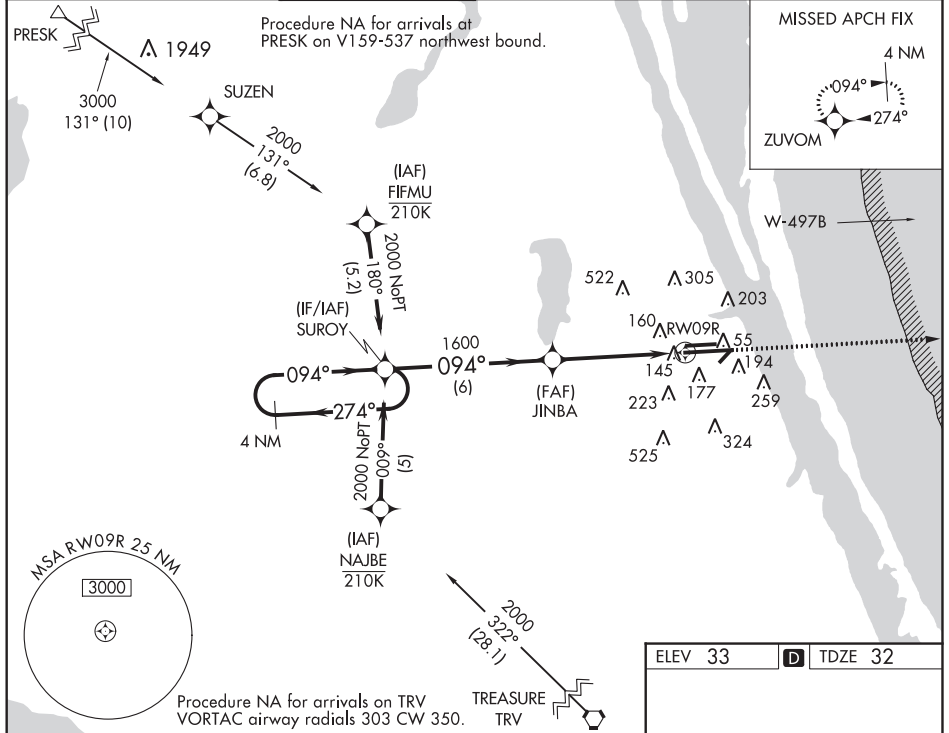 PRESK
1949
Procedure NA for arrivals at
PRESK on V159-537 northwest bound.
MISSED APCH FIX
4 NM
094°
274°
ZUVOM
3000
131° (10)
SUZEN
2000
131°
(6.8)
(IAF)
FIFMU
210K
2000 NoPT
180°
(5.2)
W-497B
(IF/IAF)
SUROY
522
305
203
160
RW09R
55
145
194
177
223
259
324
525
094°
1600
094°
(6)
(FAF)
JINBA
274°
4 NM
2000 NoPT
009°
(5)
(IAF)
NAJBE
210K
MSA RW09R 25 NM
3000
2000
322°
(28.1)
TREASURE
TRV
Procedure NA for arrivals on TRV
VORTAC airway radials 303 CW 350.
ELEV 33 D TDZE 32